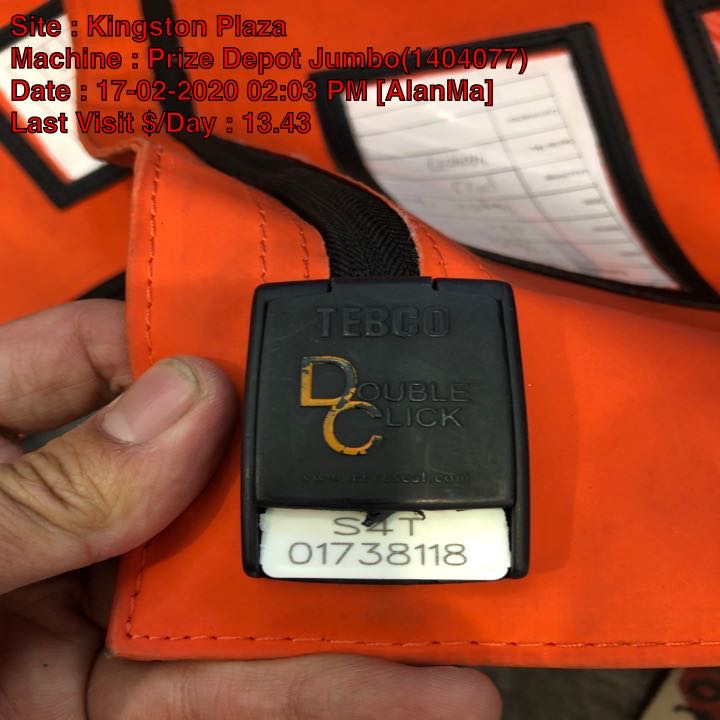 Site : Kingston Plaza
Machine : Prize Depot Jumbo(1404077)
Date : 17-02-2020 02:03 PM [AlanMa]
Last Visit $/Day : 13.43
TEBCO
DOUBLE
CLICK
S4T
01738118